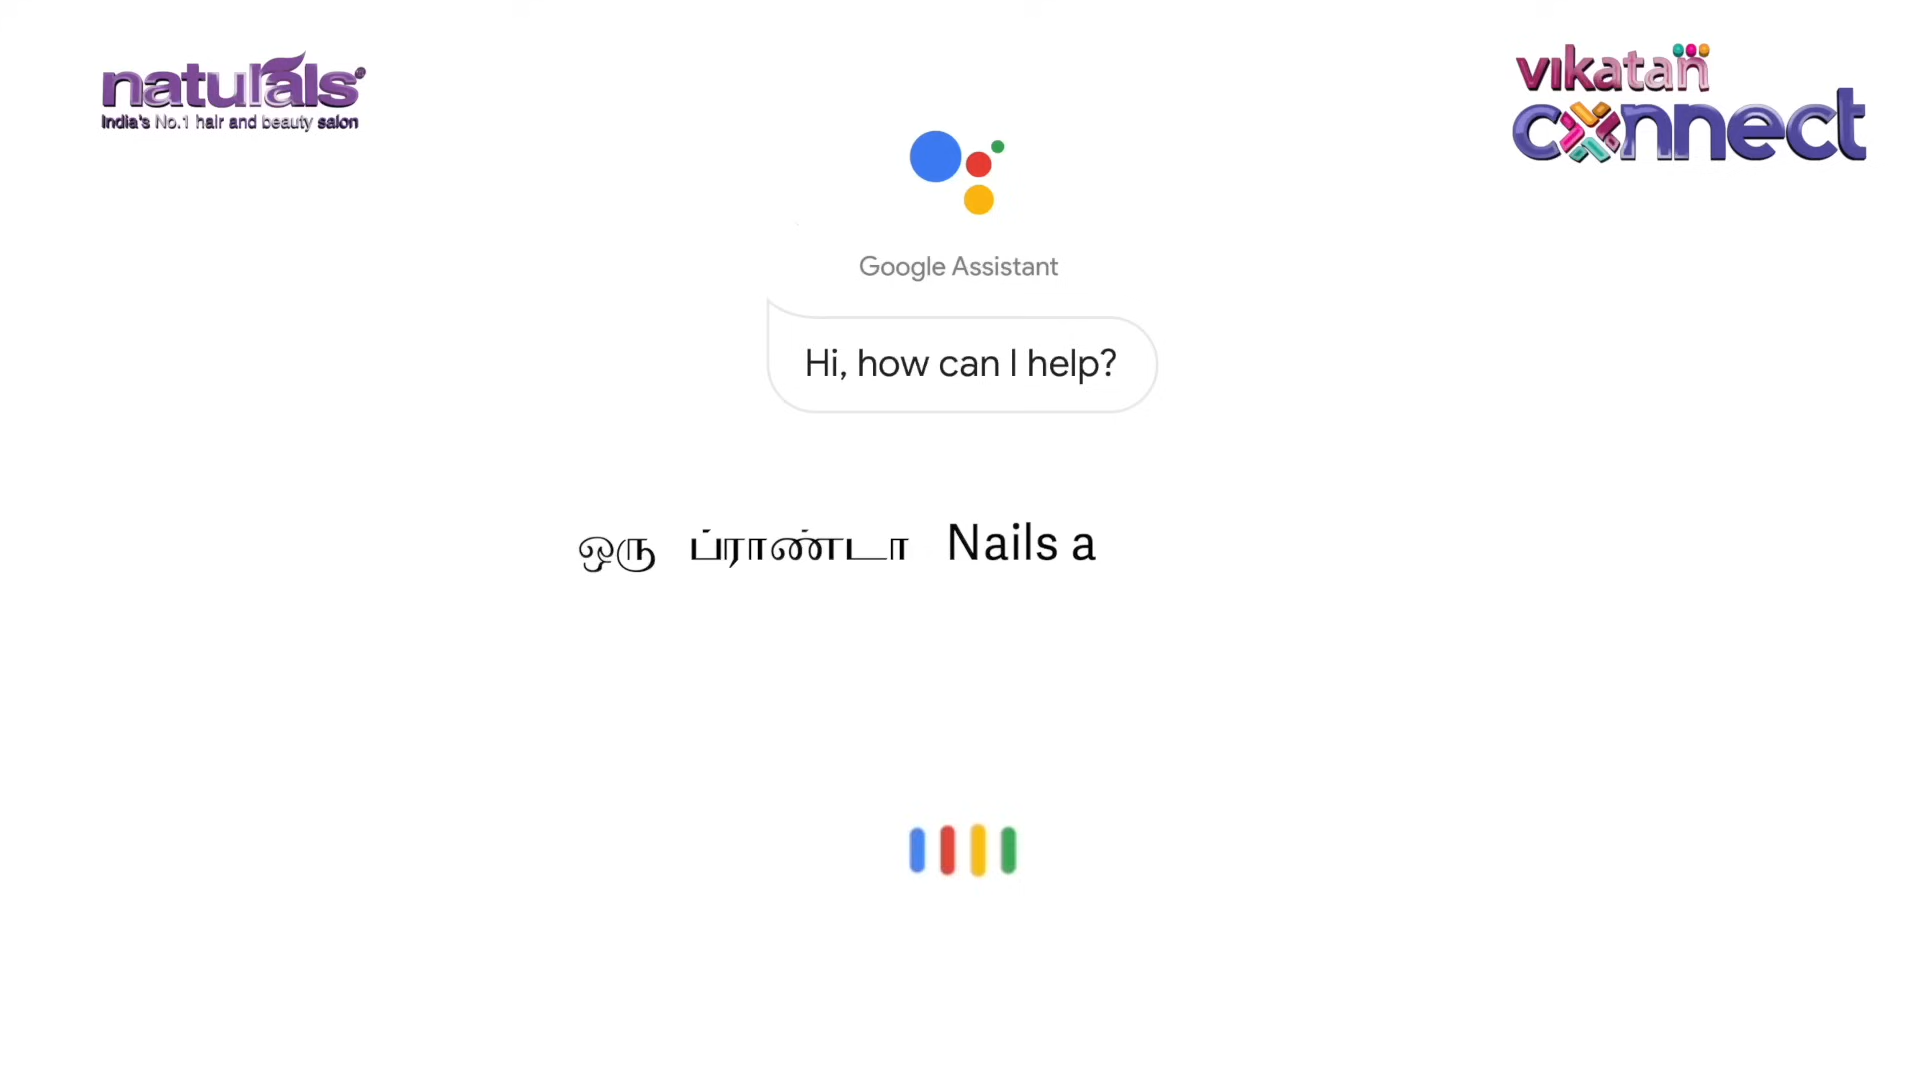 naturals
India's No.1 hair and beauty salon
vikatan
connect
Google Assistant
Hi, how can I help?
ஒரு ப்ராண்டா Nails a